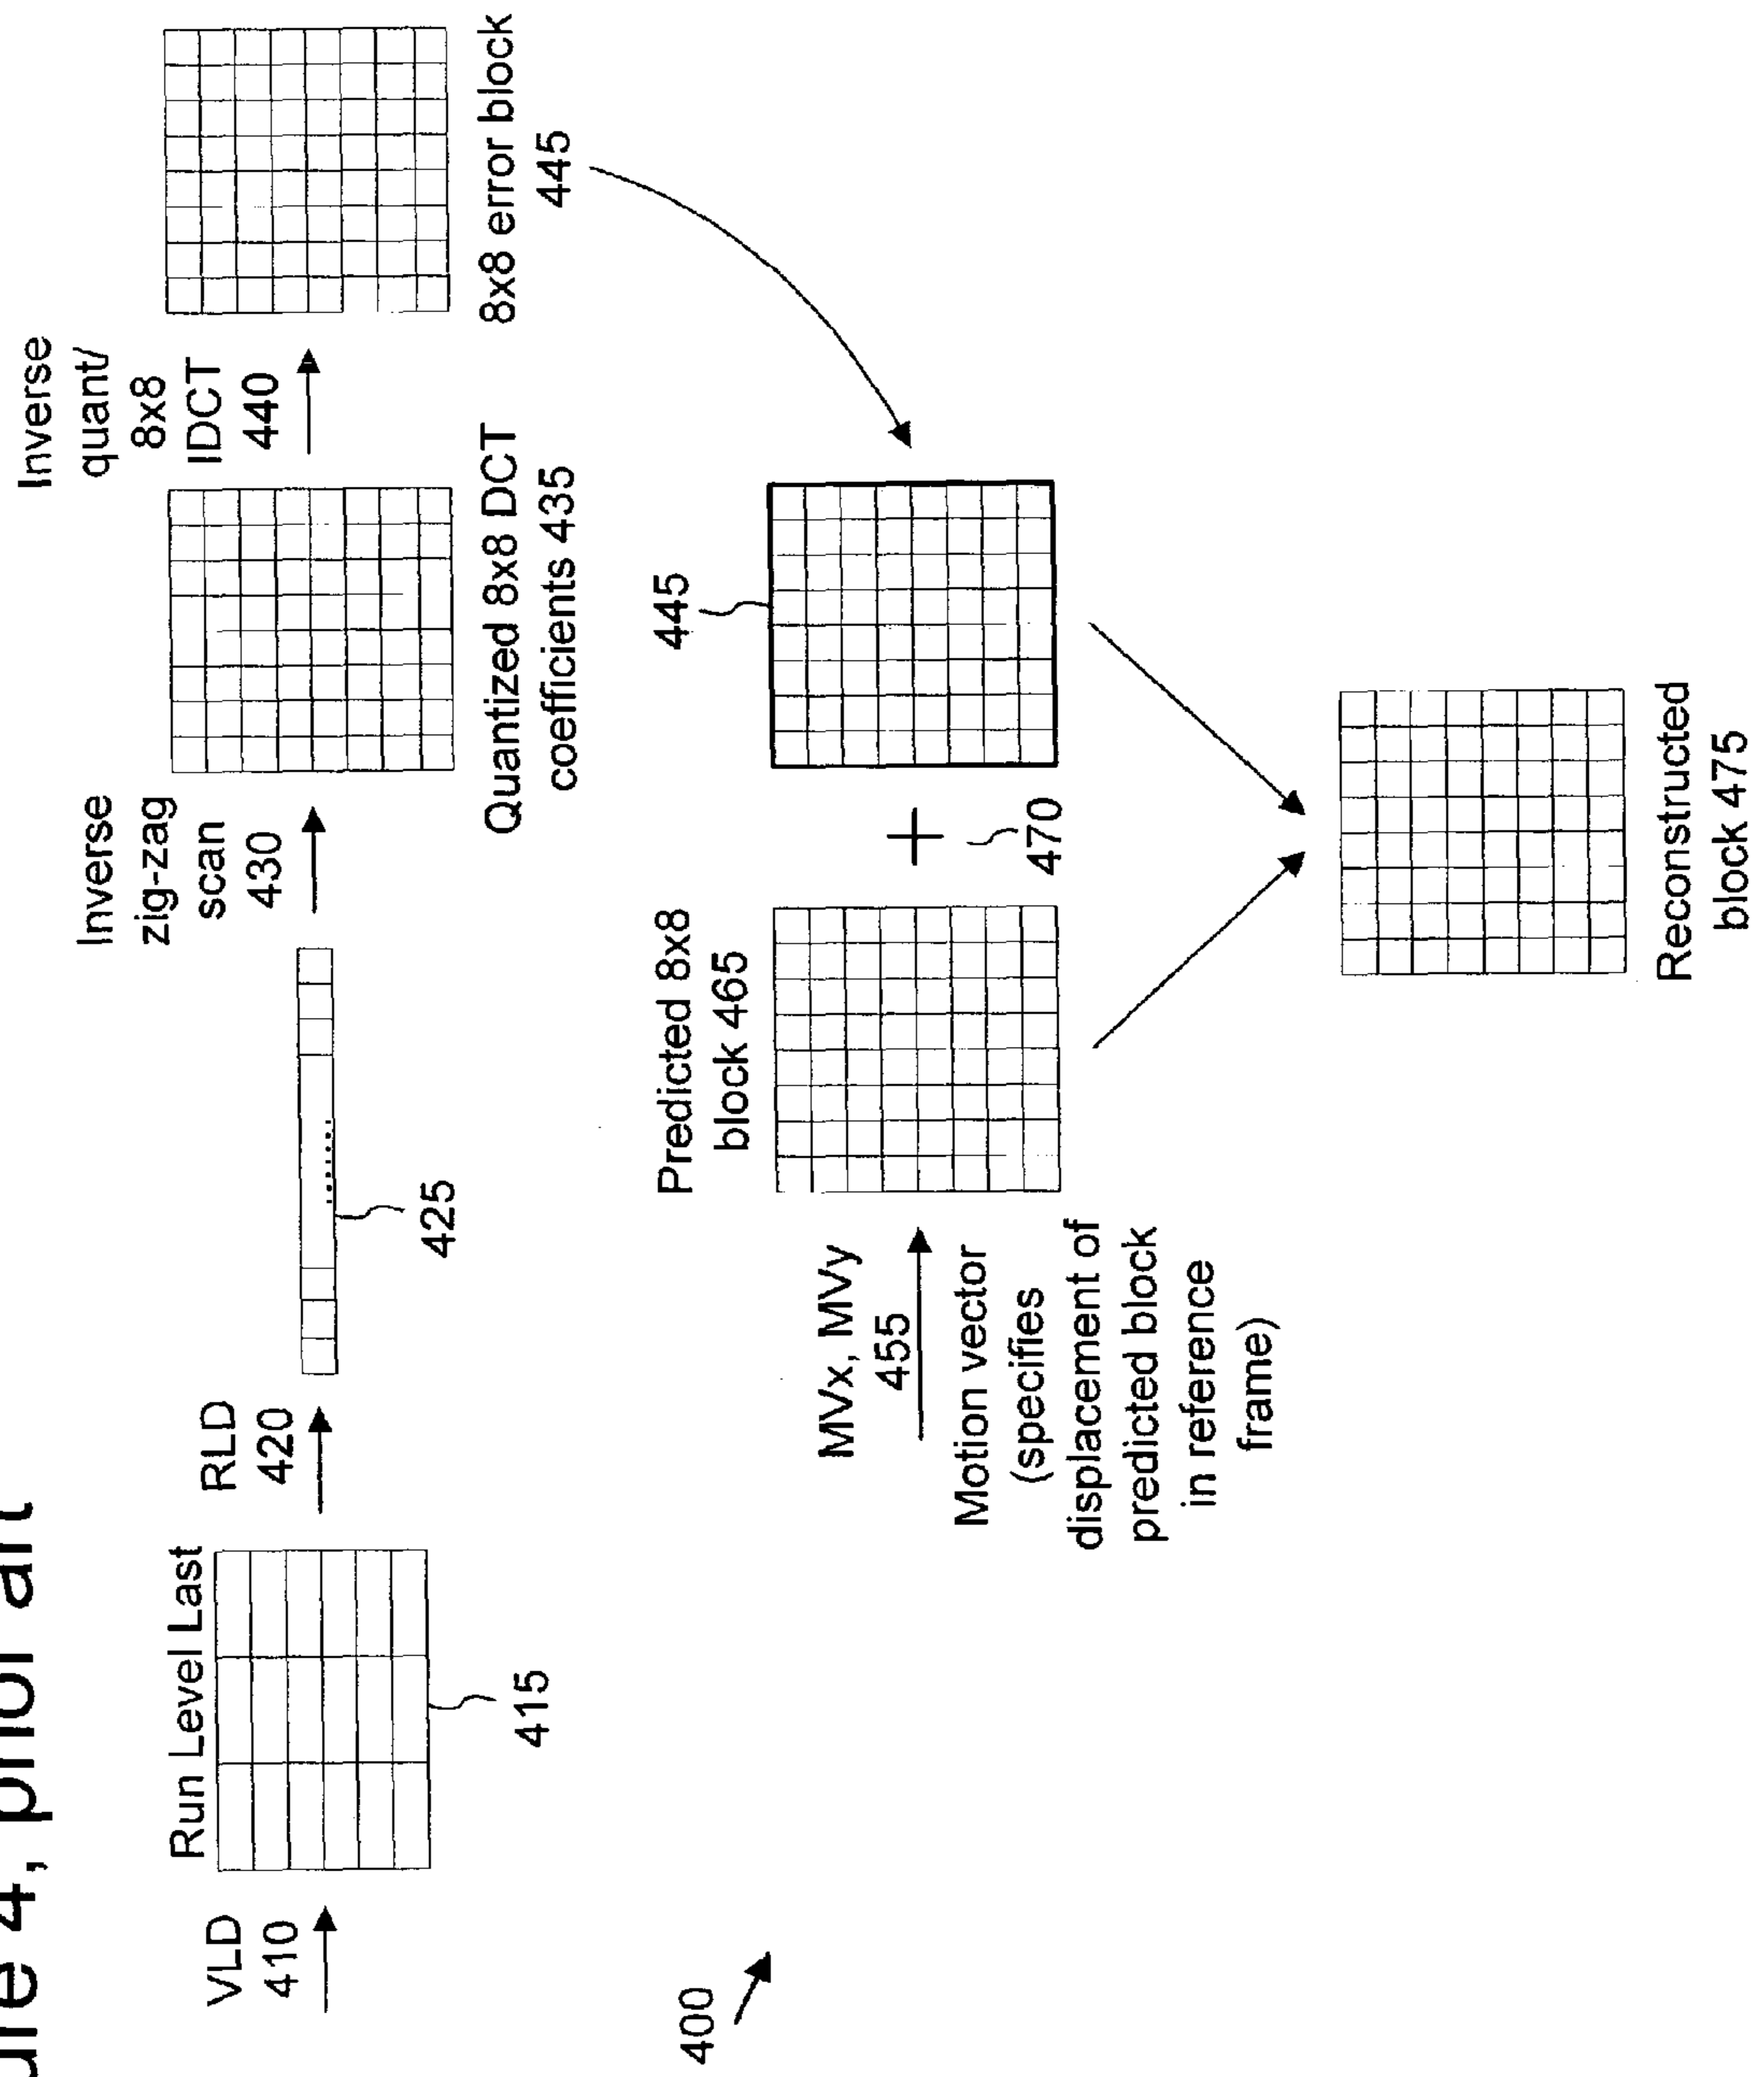 4, prior art
VLD
410
Run Level Last
415
RLD
420
425
Inverse
zig-zag
scan
430
Quantized 8x8 DCT
coefficients 435
Inverse
quant/
8x8
IDCT
440
8x8 error block
445
400
MVx, MVy
455
Motion vector
(specifies
displacement of
predicted block
in reference
frame)
Predicted 8x8
block 465
470
445
Reconstructed
block 475